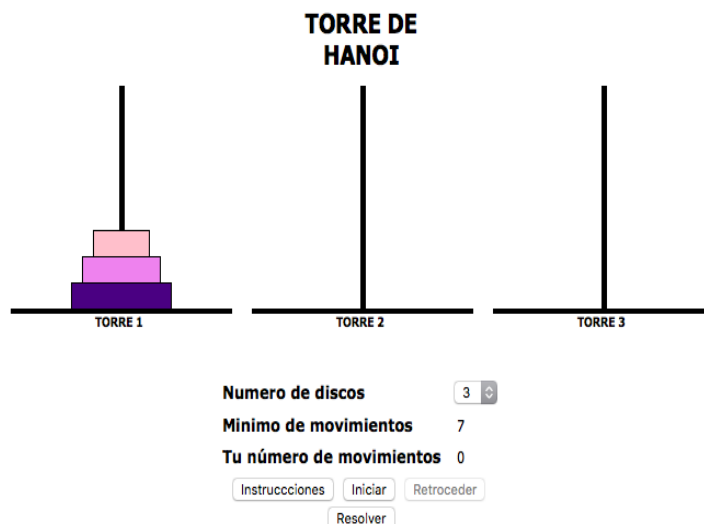 TORRE DE
HANOI
TORRE 1
TORRE 2
TORRE 3
Numero de discos 3
Minimo de movimientos 7
Tu número de movimientos 0
Instruccciones Iniciar Retroceder
Resolver